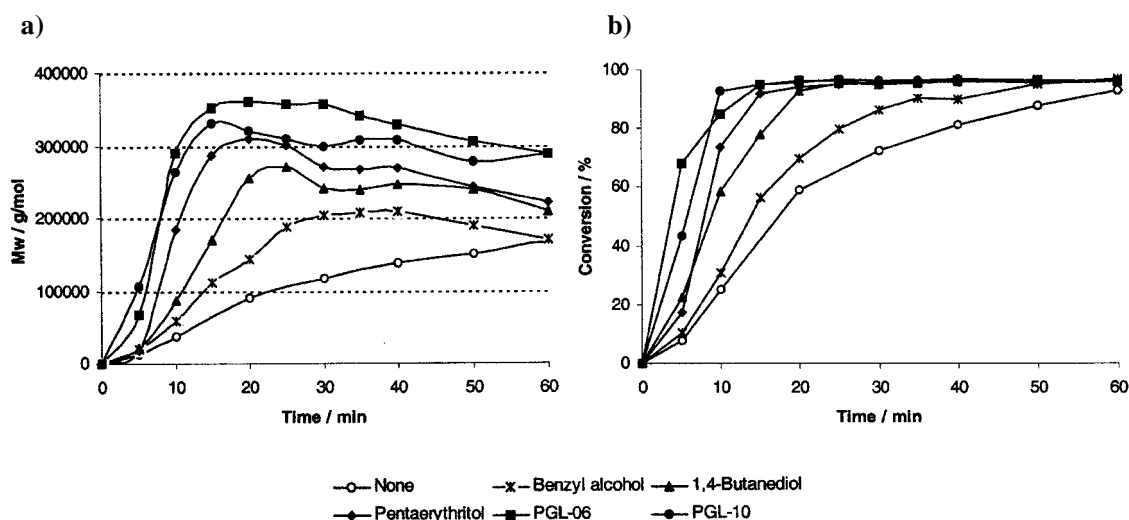 a)
400000
300000
200000
100000
0
Mw / g/mol
0 10 20 30 40 50 60
Time / min
b)
100
80
60
40
20
0
Conversion / %
0 10 20 30 40 50 60
Time / min
None Benzyl alcohol 1,4-Butanediol
Pentaerythritol PGL-06 PGL-10